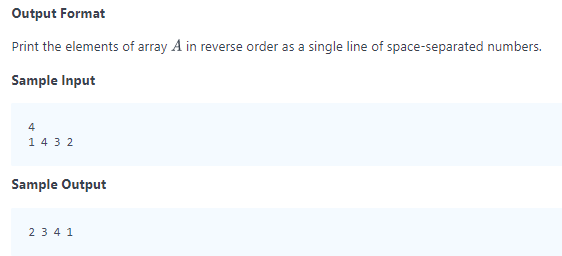 Output Format
Print the elements of array A in reverse order as a single line of space-separated numbers.
Sample Input
4
1 4 3 2
Sample Output
2 3 4 1